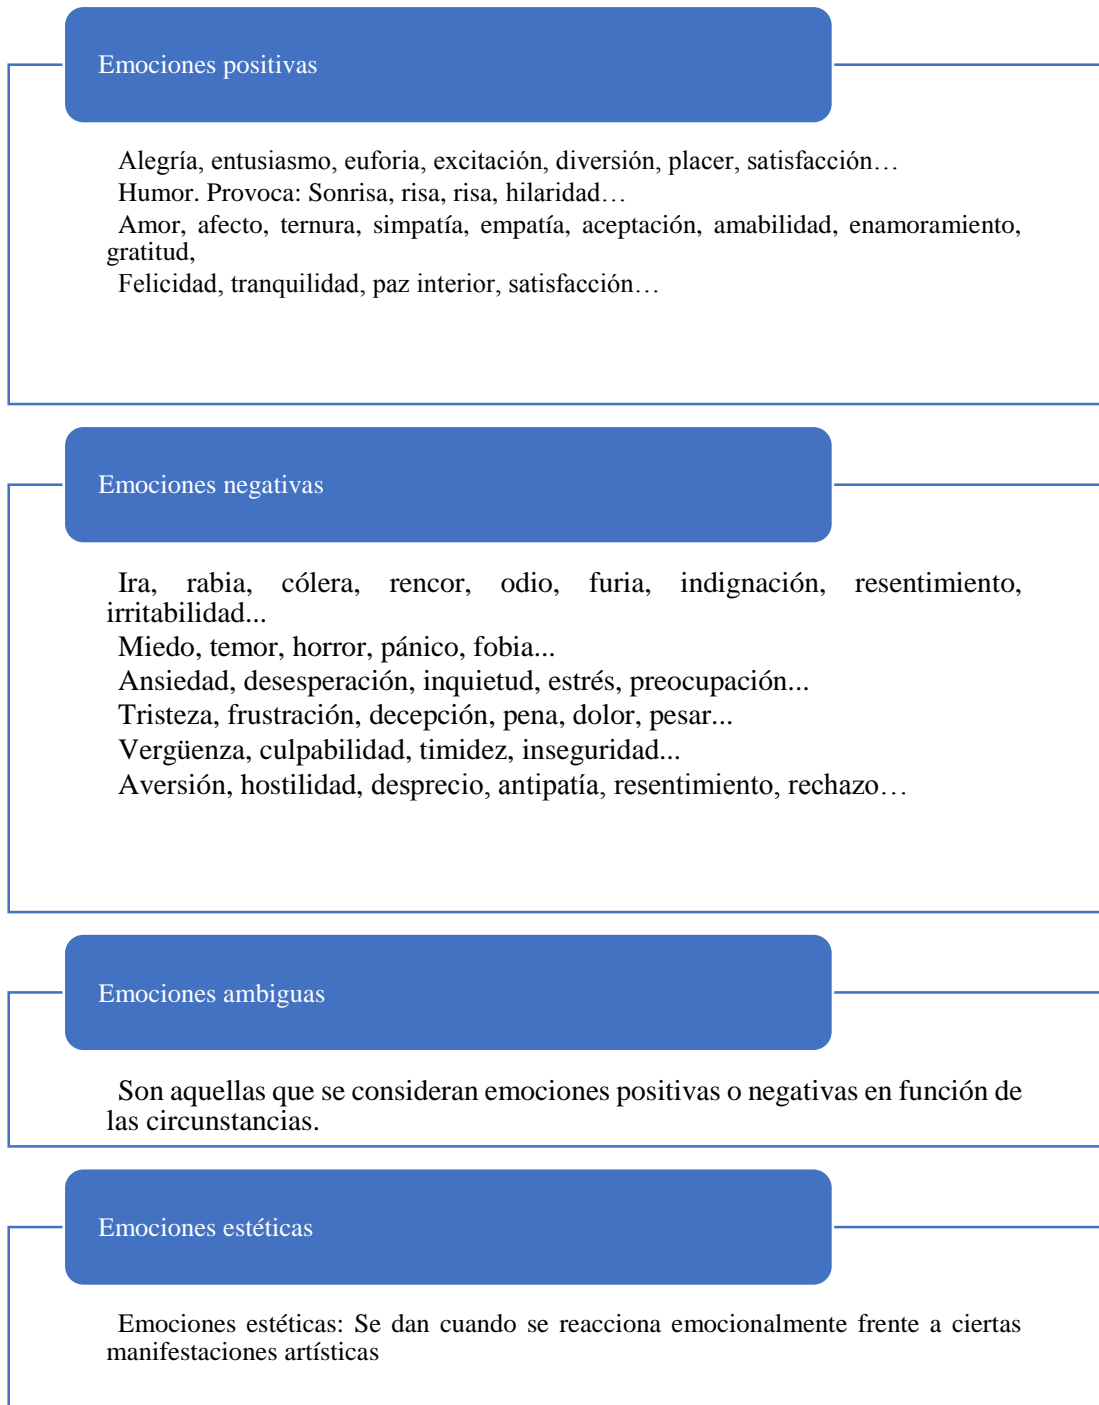 Emociones positivas
Alegría, entusiasmo, euforia, excitación, diversión, placer, satisfacción…
Humor. Provoca: Sonrisa, risa, risa, hilaridad…
Amor, afecto, ternura, simpatía, empatía, aceptación, amabilidad, enamoramiento,
gratitud,
Felicidad, tranquilidad, paz interior, satisfacción…
Emociones negativas
Ira, rabia, cólera, rencor, odio, furia, indignación, resentimiento,
irritabilidad...
Miedo, temor, horror, pánico, fobia...
Ansiedad, desesperación, inquietud, estrés, preocupación...
Tristeza, frustración, decepción, pena, dolor, pesar...
Vergüenza, culpabilidad, timidez, inseguridad...
Aversión, hostilidad, desprecio, antipatía, resentimiento, rechazo…
Emociones ambiguas
Son aquellas que se consideran emociones positivas o negativas en función de
las circunstancias.
Emociones estéticas
Emociones estéticas: Se dan cuando se reacciona emocionalmente frente a ciertas
manifestaciones artísticas